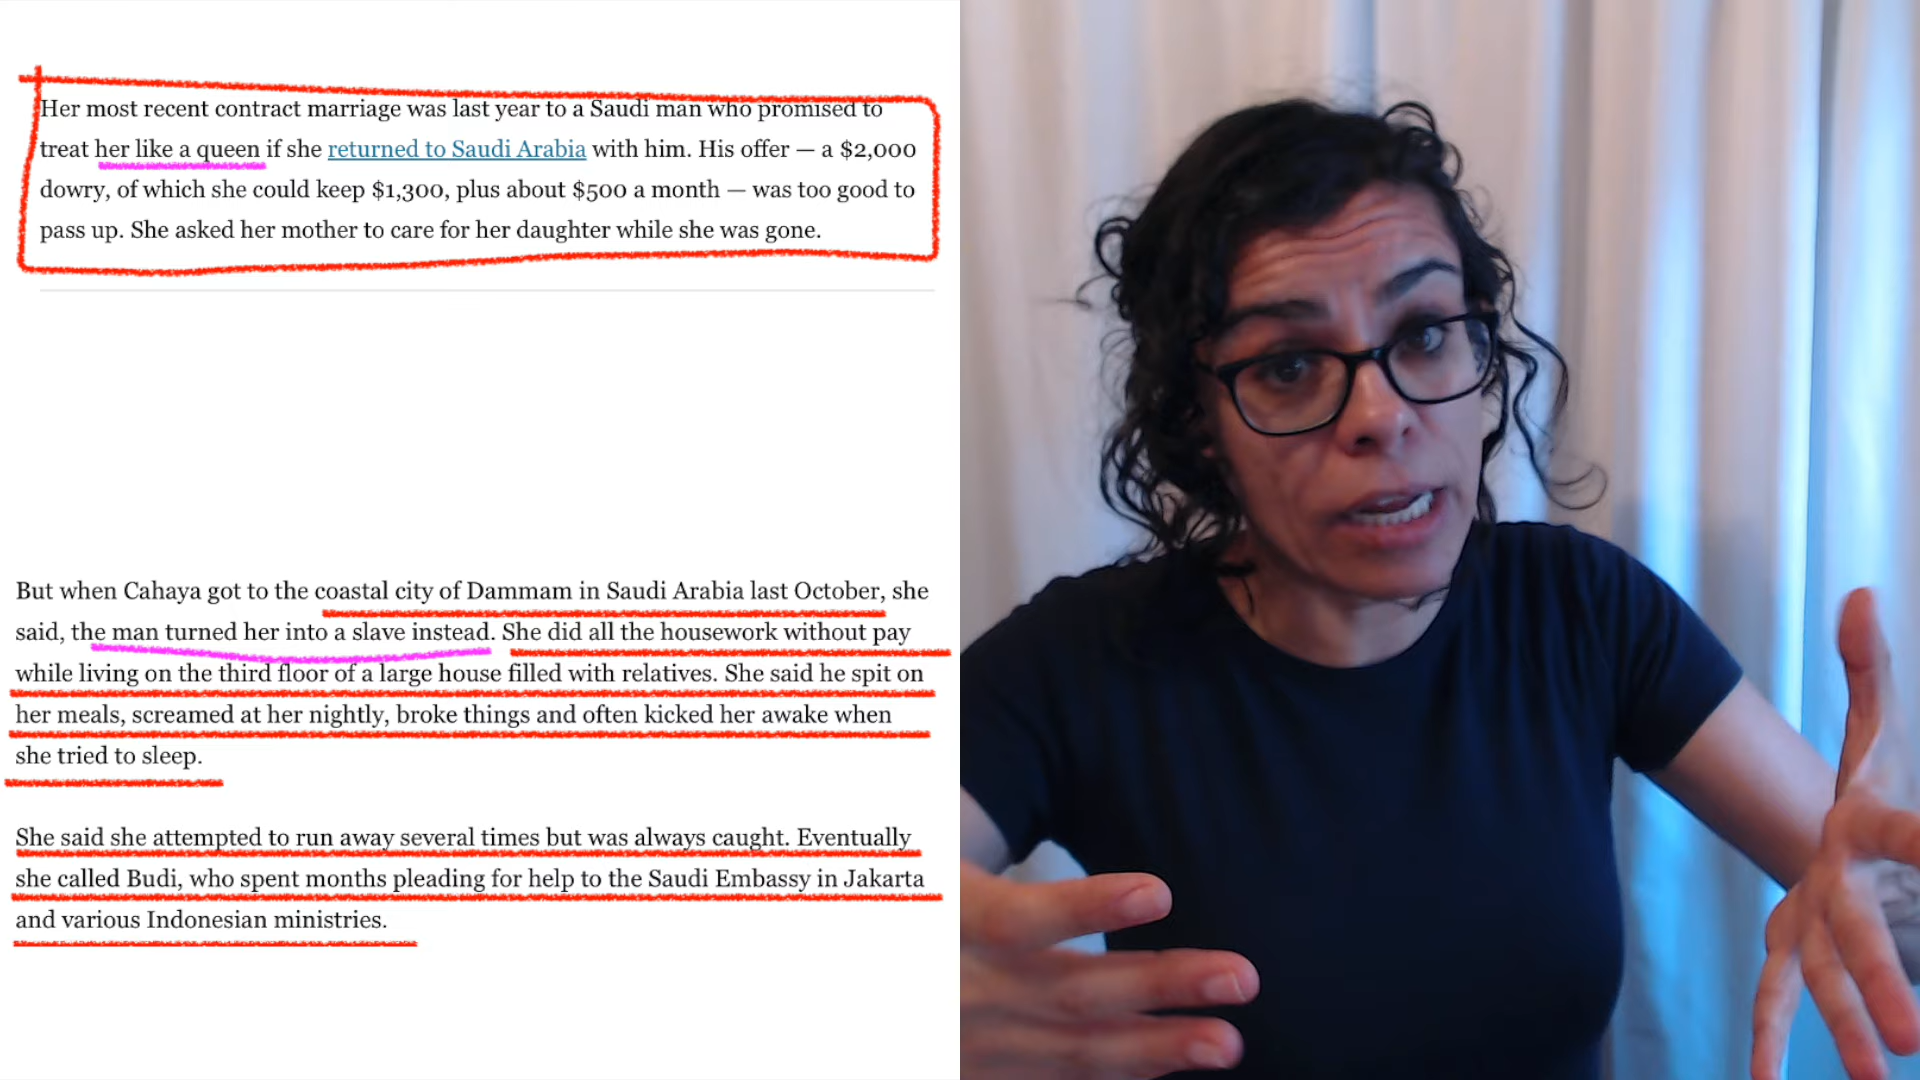 Her most recent contract marriage was last year to a Saudi man who promised to
treat her like a queen if she returned to Saudi Arabia with him. His offer — a $2,000
dowry, of which she could keep $1,300, plus about $500 a month — was too good to
pass up. She asked her mother to care for her daughter while she was gone.
But when Cahaya got to the coastal city of Dammam in Saudi Arabia last October, she
said, the man turned her into a slave instead. She did all the housework without pay
while living on the third floor of a large house filled with relatives. She said he spit on
her meals, screamed at her nightly, broke things and often kicked her awake when
she tried to sleep.
She said she attempted to run away several times but was always caught. Eventually
she called Budi, who spent months pleading for help to the Saudi Embassy in Jakarta
and various Indonesian ministries.